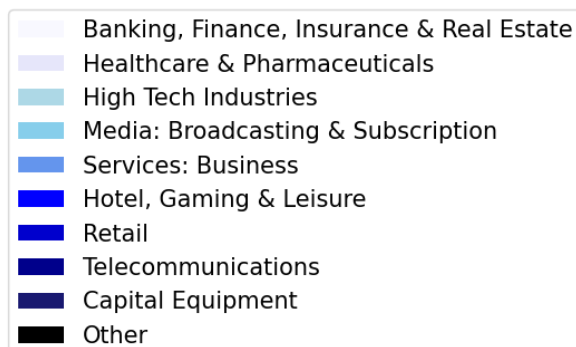 Banking, Finance, Insurance & Real Estate
Healthcare & Pharmaceuticals
High Tech Industries
Media: Broadcasting & Subscription
Services: Business
Hotel, Gaming & Leisure
Retail
Telecommunications
Capital Equipment
Other